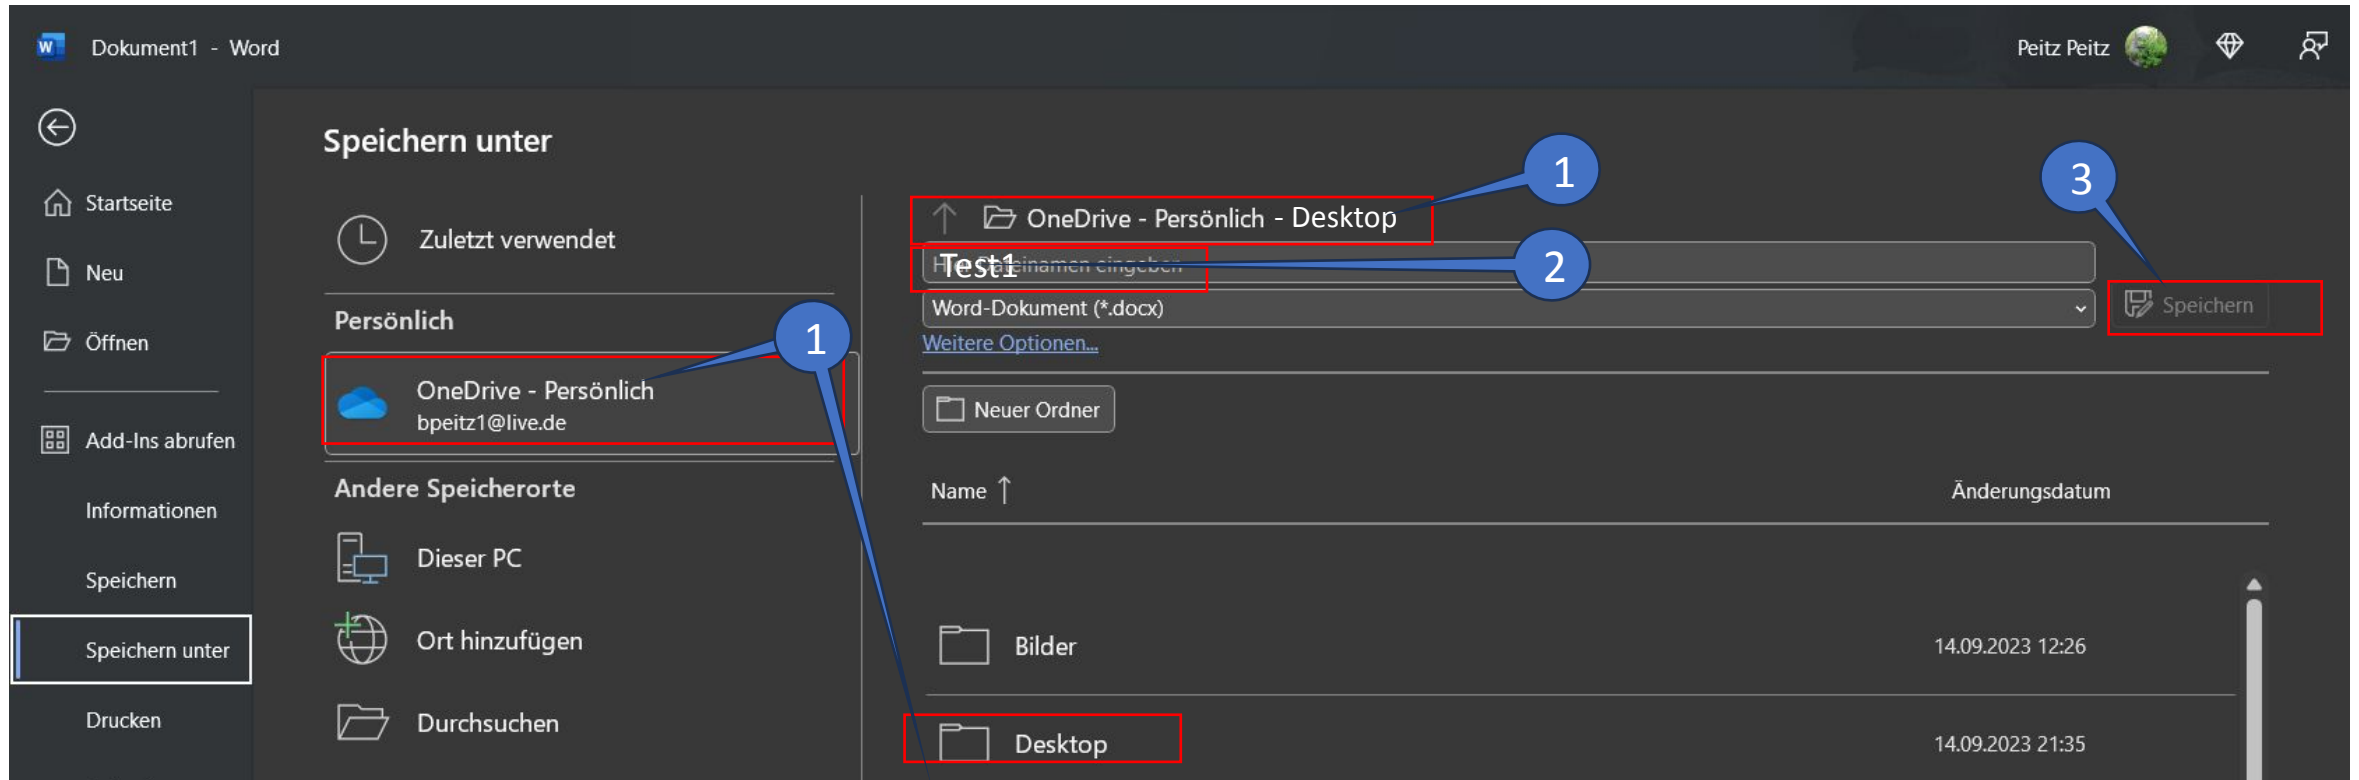 Dokument1 - Word
Peitz Peitz
Speichern unter
Startseite
Neu
Öffnen
Add-Ins abrufen
Informationen
Speichern
Speichern unter
Drucken
Zuletzt verwendet
Persönlich
OneDrive - Persönlich
bpeitz1@live.de
1
Andere Speicherorte
Dieser PC
Ort hinzufügen
Durchsuchen
OneDrive - Persönlich - Desktop
1
Test1
Hier Dateinamen eingeben
2
Word-Dokument (*.docx)
3
Speichern
Weitere Optionen...
Neuer Ordner
Name Änderungsdatum
Bilder 14.09.2023 12:26
Desktop 14.09.2023 21:35